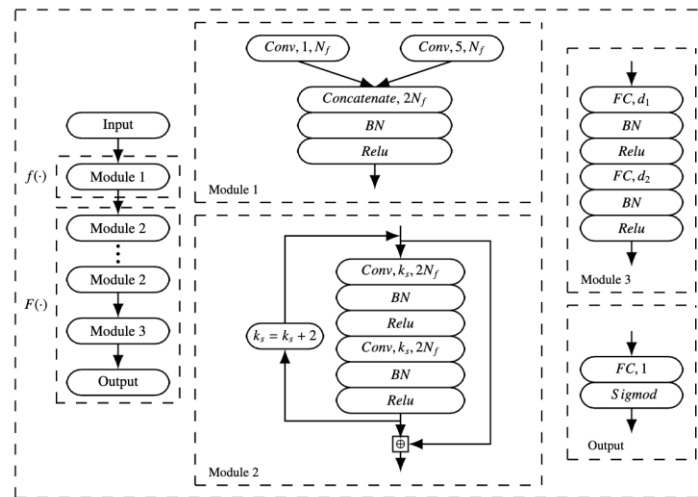 Input
f(·)
Module 1
Module 2
Module 2
F(·)
Module 3
Output
Conv, 1, N_f
Conv, 5, N_f
Concatenate, 2N_f
BN
Relu
Module 1
Conv, k_s, 2N_f
BN
Relu
k_s = k_s + 2
Conv, k_s, 2N_f
BN
Relu
⊕
Module 2
FC, d_1
BN
Relu
FC, d_2
BN
Relu
Module 3
FC, 1
Sigmod
Output